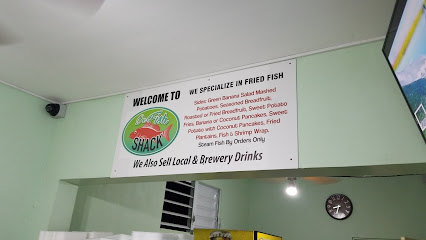 WELCOME TO
SHACK
WE SPECIALIZE IN FRIED FISH
Sides: Green Banana Salad Mashed
Potatoes, Seasoned Breadfruit,
Roasted or Fried Breadfruit, Sweet Potato
Fries, Banana or Coconut Pancakes, Sweet
Potato with Coconut Pancakes, Fried
Plantains, Fish & Shrimp Wrap.
Steam Fish By Orders Only
We Also Sell Local & Brewery Drinks